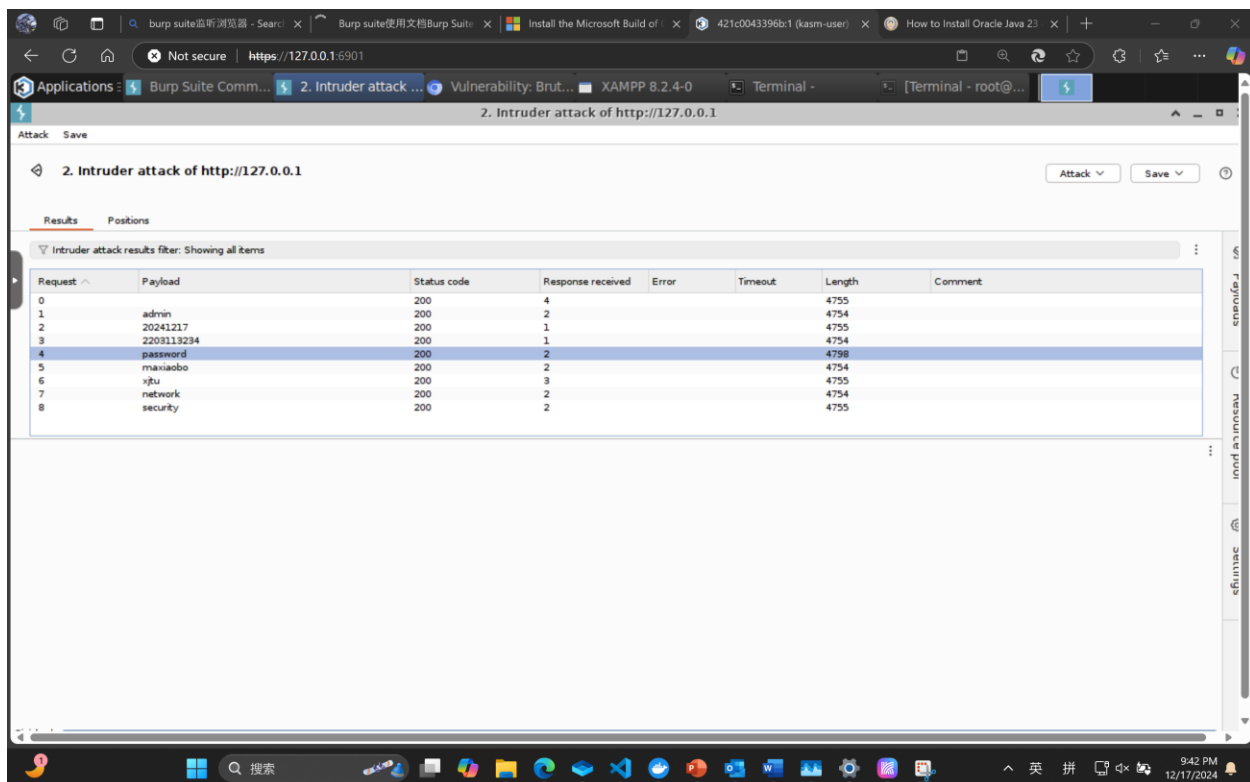 burp suite监听浏览器 - Searc
Burp suite使用文档Burp Suite
Install the Microsoft Build of
421c0043396b:1 (kasm-user)
How to Install Oracle Java 23
Not secure | https://127.0.0.1:6901
Applications
Burp Suite Comm...
2. Intruder attack ...
Vulnerability: Brut...
XAMPP 8.2.4-0
Terminal -
[Terminal - root@...
2. Intruder attack of http://127.0.0.1
Attack Save
2. Intruder attack of http://127.0.0.1
Attack Save
Results Positions
Intruder attack results filter: Showing all items
Request Payload Status code Response received Error Timeout Length Comment
0 200 4 4755
1 admin 200 2 4754
2 20241217 200 1 4755
3 2203113234 200 1 4754
4 password 200 2 4798
5 maxiaobo 200 2 4754
6 xjtu 200 3 4755
7 network 200 2 4754
8 security 200 2 4755
Payloads
Resource pool
Settings
1
搜索
英 拼
9:42 PM
12/17/2024